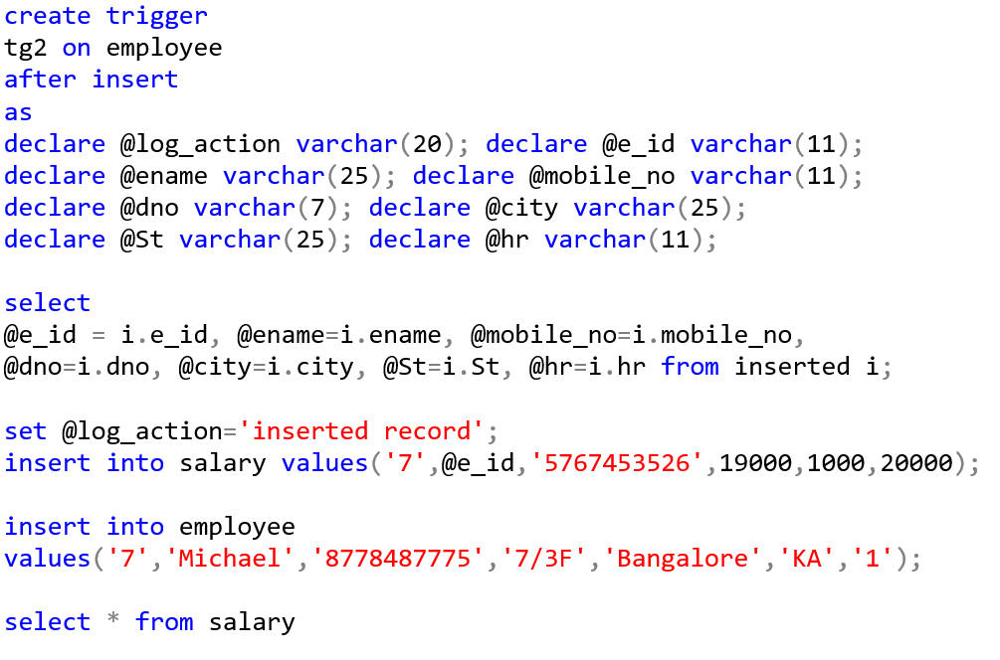 create trigger
tg2 on employee
after insert
as
declare @log_action varchar(20); declare @e_id varchar(11);
declare @ename varchar(25); declare @mobile_no varchar(11);
declare @dno varchar(7); declare @city varchar(25);
declare @St varchar(25); declare @hr varchar(11);
select
@e_id = i.e_id, @ename=i.ename, @mobile_no=i.mobile_no,
@dno=i.dno, @city=i.city, @St=i.St, @hr=i.hr from inserted i;
set @log_action='inserted record';
insert into salary values('7',@e_id,'5767453526',19000,1000,20000);
insert into employee
values('7','Michael','8778487775','7/3F','Bangalore','KA','1');
select * from salary